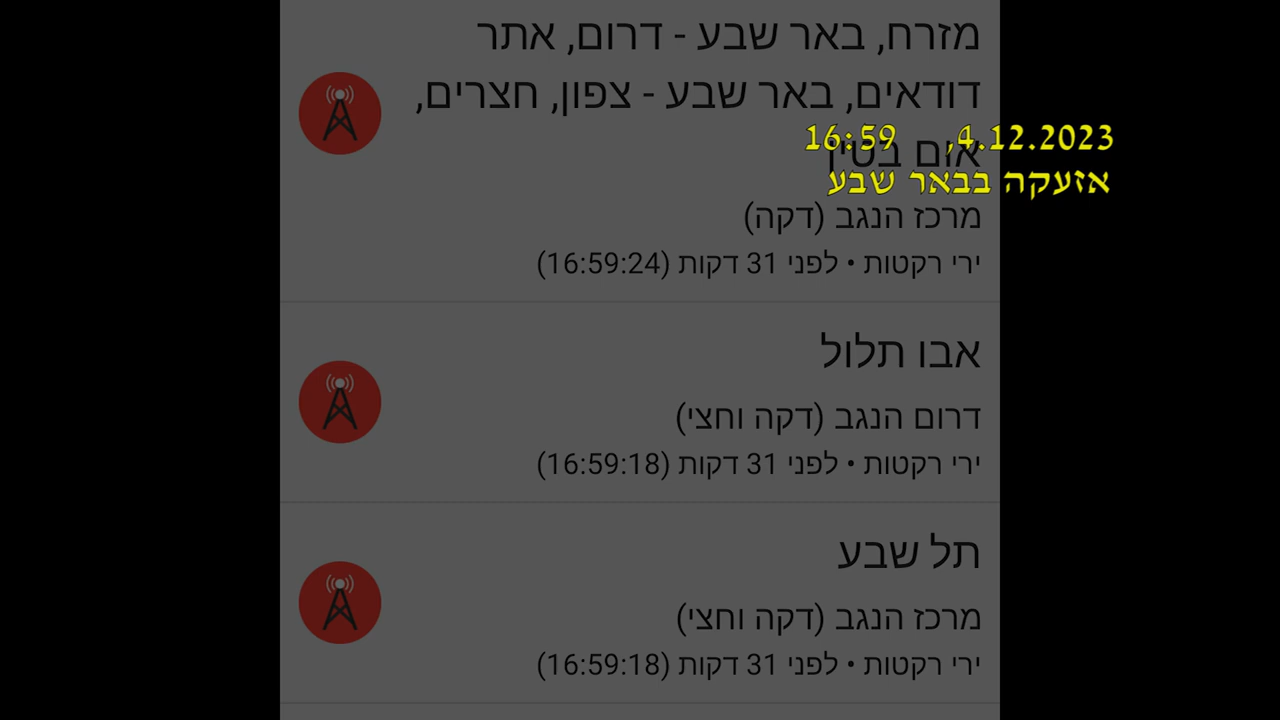 מזרח, באר שבע - דרום, אתר
דודאים, באר שבע - צפון, חצרים,
אום בטין
מרכז הנגב (דקה)
ירי רקטות • לפני 31 דקות (16:59:24)
4.12.2023, 16:59
אזעקה בבאר שבע
אבו תלול
דרום הנגב (דקה וחצי)
ירי רקטות • לפני 31 דקות (16:59:18)
תל שבע
מרכז הנגב (דקה וחצי)
ירי רקטות • לפני 31 דקות (16:59:18)